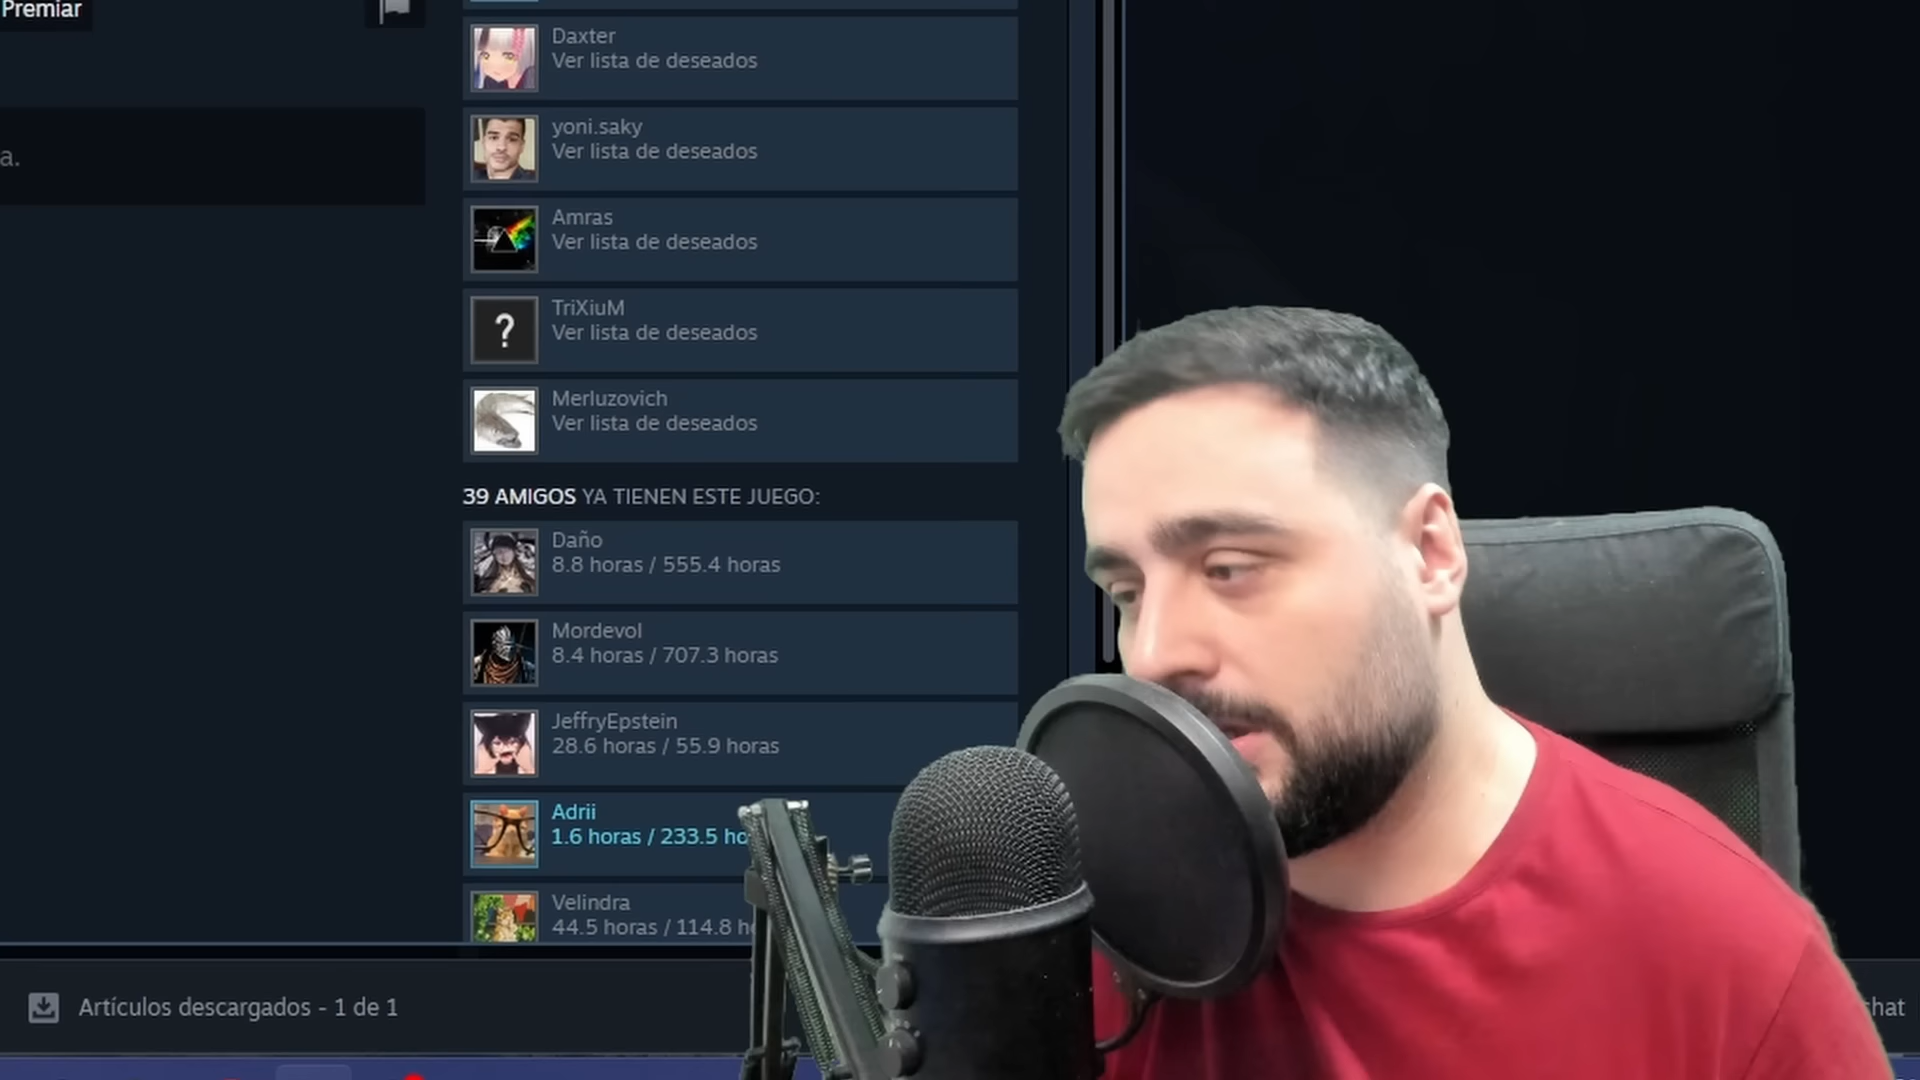 Premiar
a.
Daxter
Ver lista de deseados
yoni.saky
Ver lista de deseados
Amras
Ver lista de deseados
?
TriXiuM
Ver lista de deseados
Merluzovich
Ver lista de deseados
39 AMIGOS YA TIENEN ESTE JUEGO:
Daño
8.8 horas / 555.4 horas
Mordevol
8.4 horas / 707.3 horas
JeffryEpstein
28.6 horas / 55.9 horas
Adrii
1.6 horas / 233.5 ho
Velindra
44.5 horas / 114.8 h
Artículos descargados - 1 de 1
chat